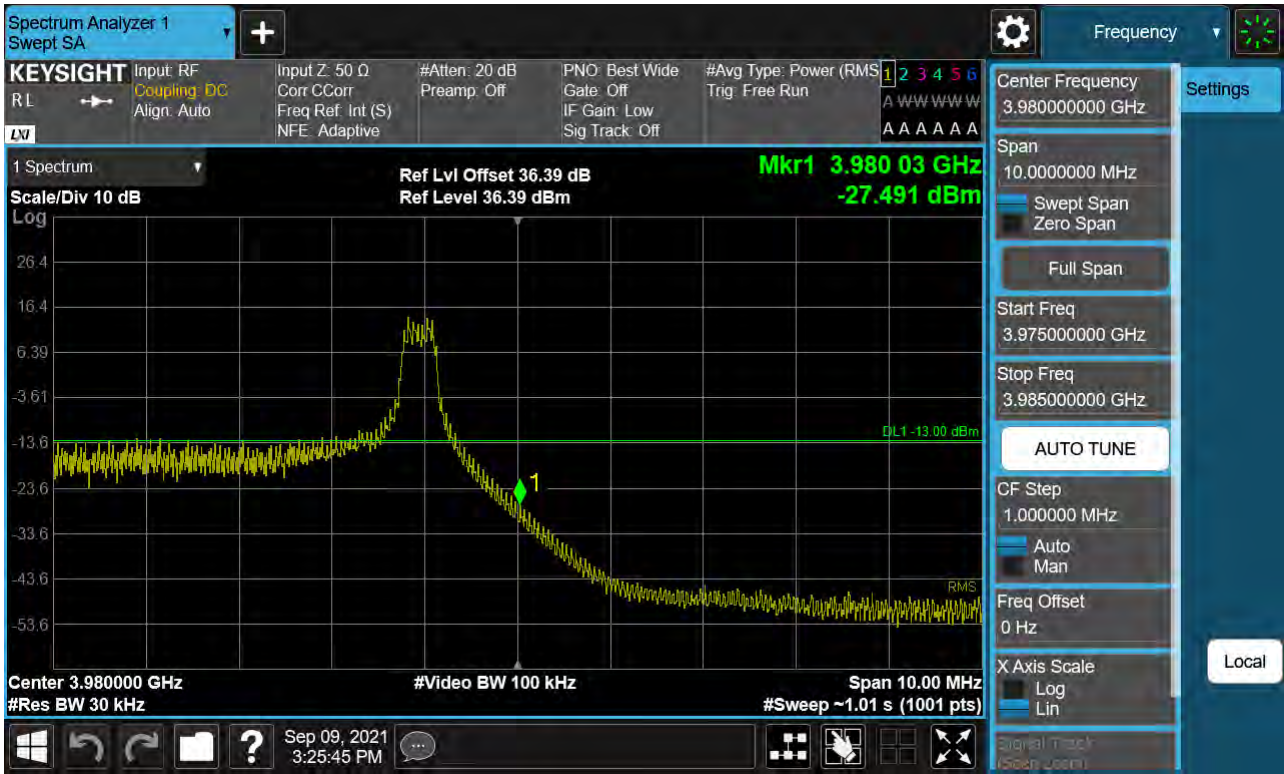 Spectrum Analyzer 1
Swept SA
Frequency
KEYSIGHT
RL
LXI
Input: RF
Coupling: DC
Align: Auto
Input Z: 50 Ω
Corr CCorr
Freq Ref: Int (S)
NFE: Adaptive
#Atten: 20 dB
Preamp: Off
PNO: Best Wide
Gate: Off
IF Gain: Low
Sig Track: Off
#Avg Type: Power (RMS
Trig: Free Run
1 2 3 4 5 6
A W W W W W
A A A A A A
1 Spectrum
Scale/Div 10 dB
Log
Ref Lvl Offset 36.39 dB
Ref Level 36.39 dBm
Mkr1 3.980 03 GHz
-27.491 dBm
26.4
16.4
6.39
-3.61
-13.6
-23.6
-33.6
-43.6
-53.6
DL1 -13.00 dBm
1
RMS
Center 3.980000 GHz
#Res BW 30 kHz
#Video BW 100 kHz
Span 10.00 MHz
#Sweep ~1.01 s (1001 pts)
Center Frequency
3.980000000 GHz
Settings
Span
10.0000000 MHz
Swept Span
Zero Span
Full Span
Start Freq
3.975000000 GHz
Stop Freq
3.985000000 GHz
AUTO TUNE
CF Step
1.000000 MHz
Auto
Man
Freq Offset
0 Hz
X Axis Scale
Log
Lin
Signal Track
(Span Zoom)
Local
?
Sep 09, 2021
3:25:45 PM